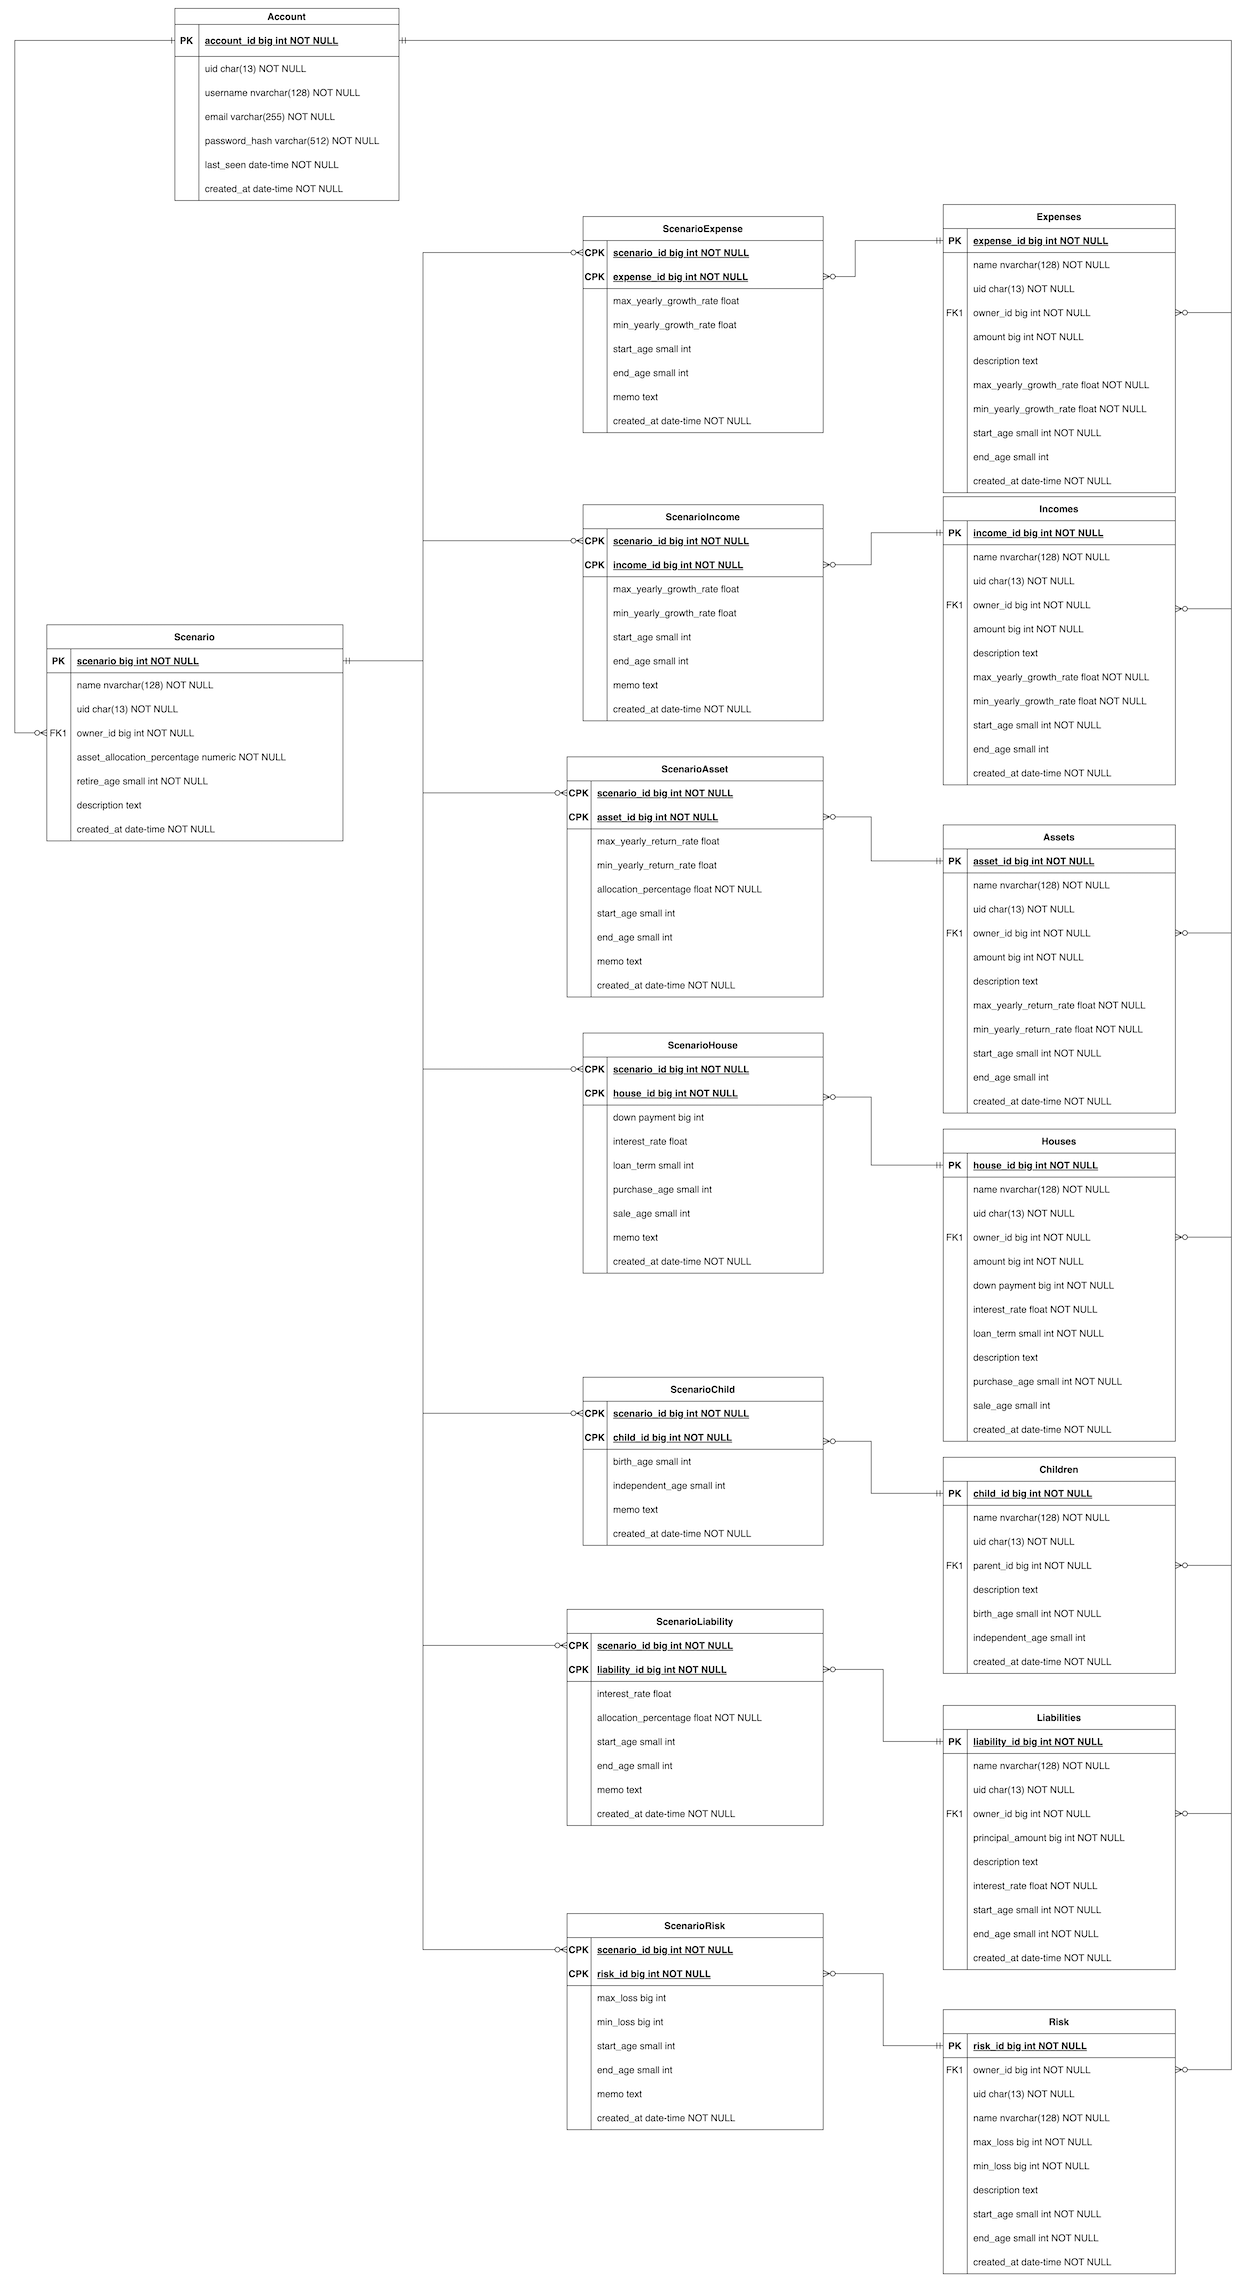 Account
PK account_id big int NOT NULL
uid char(13) NOT NULL
username nvarchar(128) NOT NULL
email varchar(255) NOT NULL
password_hash varchar(512) NOT NULL
last_seen date-time NOT NULL
created_at date-time NOT NULL
Scenario
PK scenario big int NOT NULL
name nvarchar(128) NOT NULL
uid char(13) NOT NULL
FK1 owner_id big int NOT NULL
asset_allocation_percentage numeric NOT NULL
retire_age small int NOT NULL
description text
created_at date-time NOT NULL
ScenarioExpense
CPK scenario_id big int NOT NULL
CPK expense_id big int NOT NULL
max_yearly_growth_rate float
min_yearly_growth_rate float
start_age small int
end_age small int
memo text
created_at date-time NOT NULL
ScenarioIncome
CPK scenario_id big int NOT NULL
CPK income_id big int NOT NULL
max_yearly_growth_rate float
min_yearly_growth_rate float
start_age small int
end_age small int
memo text
created_at date-time NOT NULL
ScenarioAsset
CPK scenario_id big int NOT NULL
CPK asset_id big int NOT NULL
max_yearly_return_rate float
min_yearly_return_rate float
allocation_percentage float NOT NULL
start_age small int
end_age small int
memo text
created_at date-time NOT NULL
ScenarioHouse
CPK scenario_id big int NOT NULL
CPK house_id big int NOT NULL
down payment big int
interest_rate float
loan_term small int
purchase_age small int
sale_age small int
memo text
created_at date-time NOT NULL
ScenarioChild
CPK scenario_id big int NOT NULL
CPK child_id big int NOT NULL
birth_age small int
independent_age small int
memo text
created_at date-time NOT NULL
ScenarioLiability
CPK scenario_id big int NOT NULL
CPK liability_id big int NOT NULL
interest_rate float
allocation_percentage float NOT NULL
start_age small int
end_age small int
memo text
created_at date-time NOT NULL
ScenarioRisk
CPK scenario_id big int NOT NULL
CPK risk_id big int NOT NULL
max_loss big int
min_loss big int
start_age small int
end_age small int
memo text
created_at date-time NOT NULL
Expenses
PK expense_id big int NOT NULL
name nvarchar(128) NOT NULL
uid char(13) NOT NULL
FK1 owner_id big int NOT NULL
amount big int NOT NULL
description text
max_yearly_growth_rate float NOT NULL
min_yearly_growth_rate float NOT NULL
start_age small int NOT NULL
end_age small int
created_at date-time NOT NULL
Incomes
PK income_id big int NOT NULL
name nvarchar(128) NOT NULL
uid char(13) NOT NULL
FK1 owner_id big int NOT NULL
amount big int NOT NULL
description text
max_yearly_growth_rate float NOT NULL
min_yearly_growth_rate float NOT NULL
start_age small int NOT NULL
end_age small int
created_at date-time NOT NULL
Assets
PK asset_id big int NOT NULL
name nvarchar(128) NOT NULL
uid char(13) NOT NULL
FK1 owner_id big int NOT NULL
amount big int NOT NULL
description text
max_yearly_return_rate float NOT NULL
min_yearly_return_rate float NOT NULL
start_age small int NOT NULL
end_age small int
created_at date-time NOT NULL
Houses
PK house_id big int NOT NULL
name nvarchar(128) NOT NULL
uid char(13) NOT NULL
FK1 owner_id big int NOT NULL
amount big int NOT NULL
down payment big int NOT NULL
interest_rate float NOT NULL
loan_term small int NOT NULL
description text
purchase_age small int NOT NULL
sale_age small int
created_at date-time NOT NULL
Children
PK child_id big int NOT NULL
name nvarchar(128) NOT NULL
uid char(13) NOT NULL
FK1 parent_id big int NOT NULL
description text
birth_age small int NOT NULL
independent_age small int
created_at date-time NOT NULL
Liabilities
PK liability_id big int NOT NULL
name nvarchar(128) NOT NULL
uid char(13) NOT NULL
FK1 owner_id big int NOT NULL
principal_amount big int NOT NULL
description text
interest_rate float NOT NULL
start_age small int NOT NULL
end_age small int NOT NULL
created_at date-time NOT NULL
Risk
PK risk_id big int NOT NULL
FK1 owner_id big int NOT NULL
uid char(13) NOT NULL
name nvarchar(128) NOT NULL
max_loss big int NOT NULL
min_loss big int NOT NULL
description text
start_age small int NOT NULL
end_age small int NOT NULL
created_at date-time NOT NULL